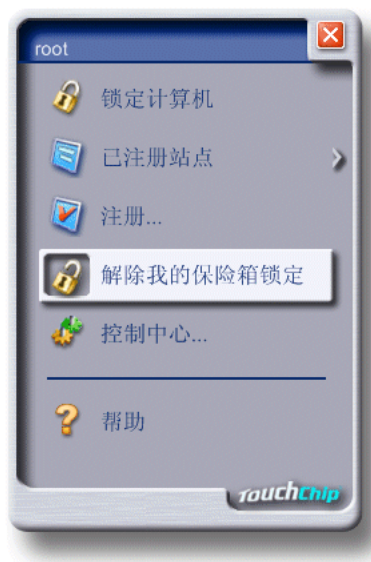 root
锁定计算机
已注册站点
注册...
解除我的保险箱锁定
控制中心...
帮助
TouchChip